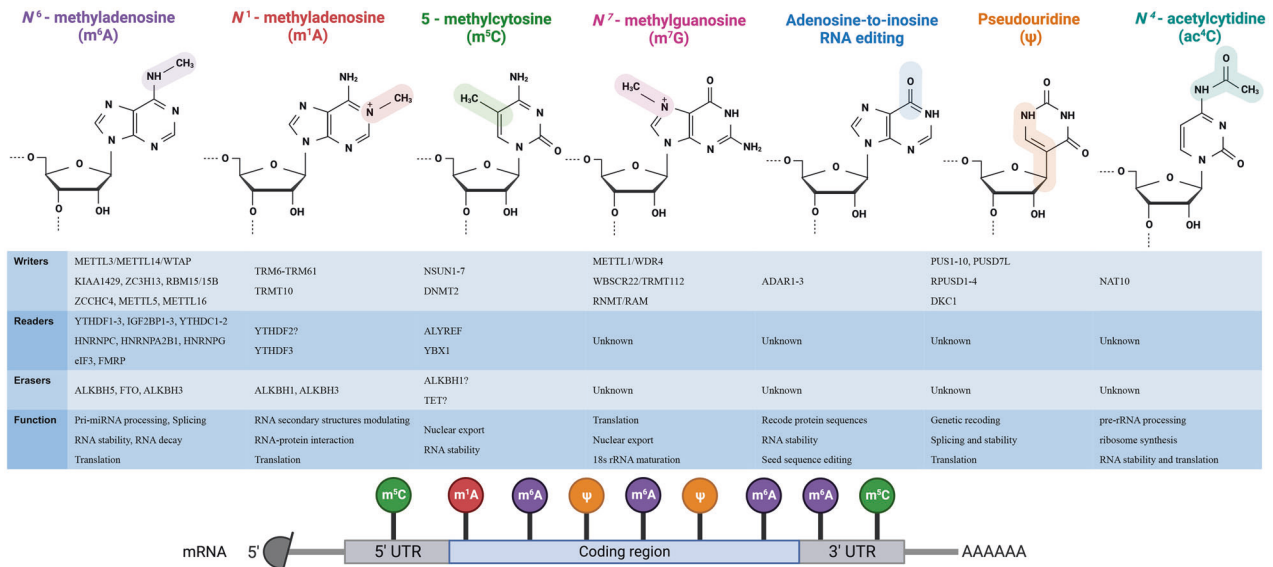 N⁶ - methyladenosine
(m⁶A)
N¹ - methyladenosine
(m¹A)
5 - methylcytosine
(m⁵C)
N⁷ - methylguanosine
(m⁷G)
Adenosine-to-inosine
RNA editing
Pseudouridine
(ψ)
N⁴ - acetylcytidine
(ac⁴C)
NH CH₃
N N
N N
O O
O OH
NH₂
N N⁺ CH₃
N N
O O
O OH
NH₂
H₃C N
N O
O O
O OH
H₃C O
N⁺ NH
N N NH₂
O O
O OH
O
N NH
N N
O O
O OH
O
HN NH
O
O O
O OH
O
NH CH₃
N
N O
O O
O OH
Writers
METTL3/METTL14/WTAP
KIAA1429, ZC3H13, RBM15/15B
ZCCHC4, METTL5, METTL16
TRM6-TRM61
TRMT10
NSUN1-7
DNMT2
METTL1/WDR4
WBSCR22/TRMT112
RNMT/RAM
ADAR1-3
PUS1-10, PUSD7L
RPUSD1-4
DKC1
NAT10
Readers
YTHDF1-3, IGF2BP1-3, YTHDC1-2
HNRNPC, HNRNPA2B1, HNRNPG
eIF3, FMRP
YTHDF2?
YTHDF3
ALYREF
YBX1
Unknown
Unknown
Unknown
Unknown
Erasers
ALKBH5, FTO, ALKBH3
ALKBH1, ALKBH3
ALKBH1?
TET?
Unknown
Unknown
Unknown
Unknown
Function
Pri-miRNA processing, Splicing
RNA stability, RNA decay
Translation
RNA secondary structures modulating
RNA-protein interaction
Translation
Nuclear export
RNA stability
Translation
Nuclear export
18s rRNA maturation
Recode protein sequences
RNA stability
Seed sequence editing
Genetic recoding
Splicing and stability
Translation
pre-rRNA processing
ribosome synthesis
RNA stability and translation
m⁵C m¹A m⁶A ψ m⁶A ψ m⁶A m⁶A m⁵C
mRNA 5' 5' UTR Coding region 3' UTR AAAAAA